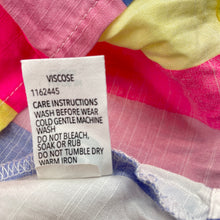 VISCOSE
1162445
CARE INSTRUCTIONS
WASH BEFORE WEAR
COLD GENTLE MACHINE
WASH
DO NOT BLEACH,
SOAK OR RUB
DO NOT TUMBLE DRY
WARM IRON